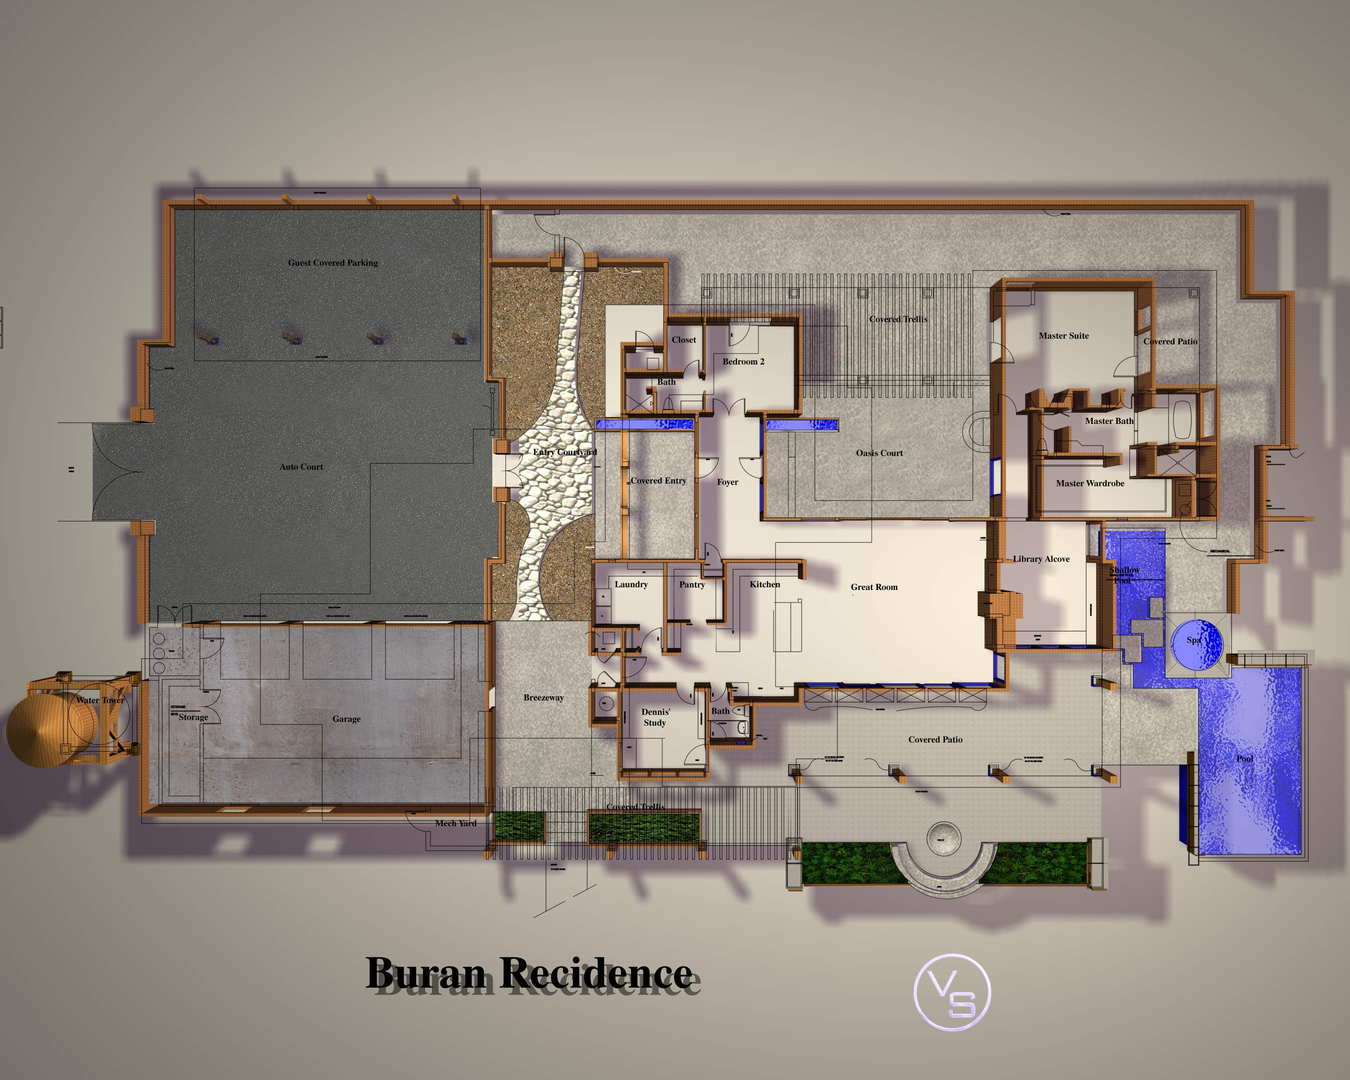 Guest Covered Parking
Covered Trellis
Master Suite
Closet
Covered Patio
Bedroom 2
Bath
Master Bath
Entry Courtyard
Oasis Court
Auto Court
Covered Entry
Foyer
Master Wardrobe
Library Alcove
Shallow
Pool
Laundry
Pantry
Kitchen
Great Room
Spa
Breezeway
Water Tower
Storage
Garage
Dennis'
Study
Bath
Covered Patio
Pool
Covered Trellis
Mech Yard
Buran Recidence
VS